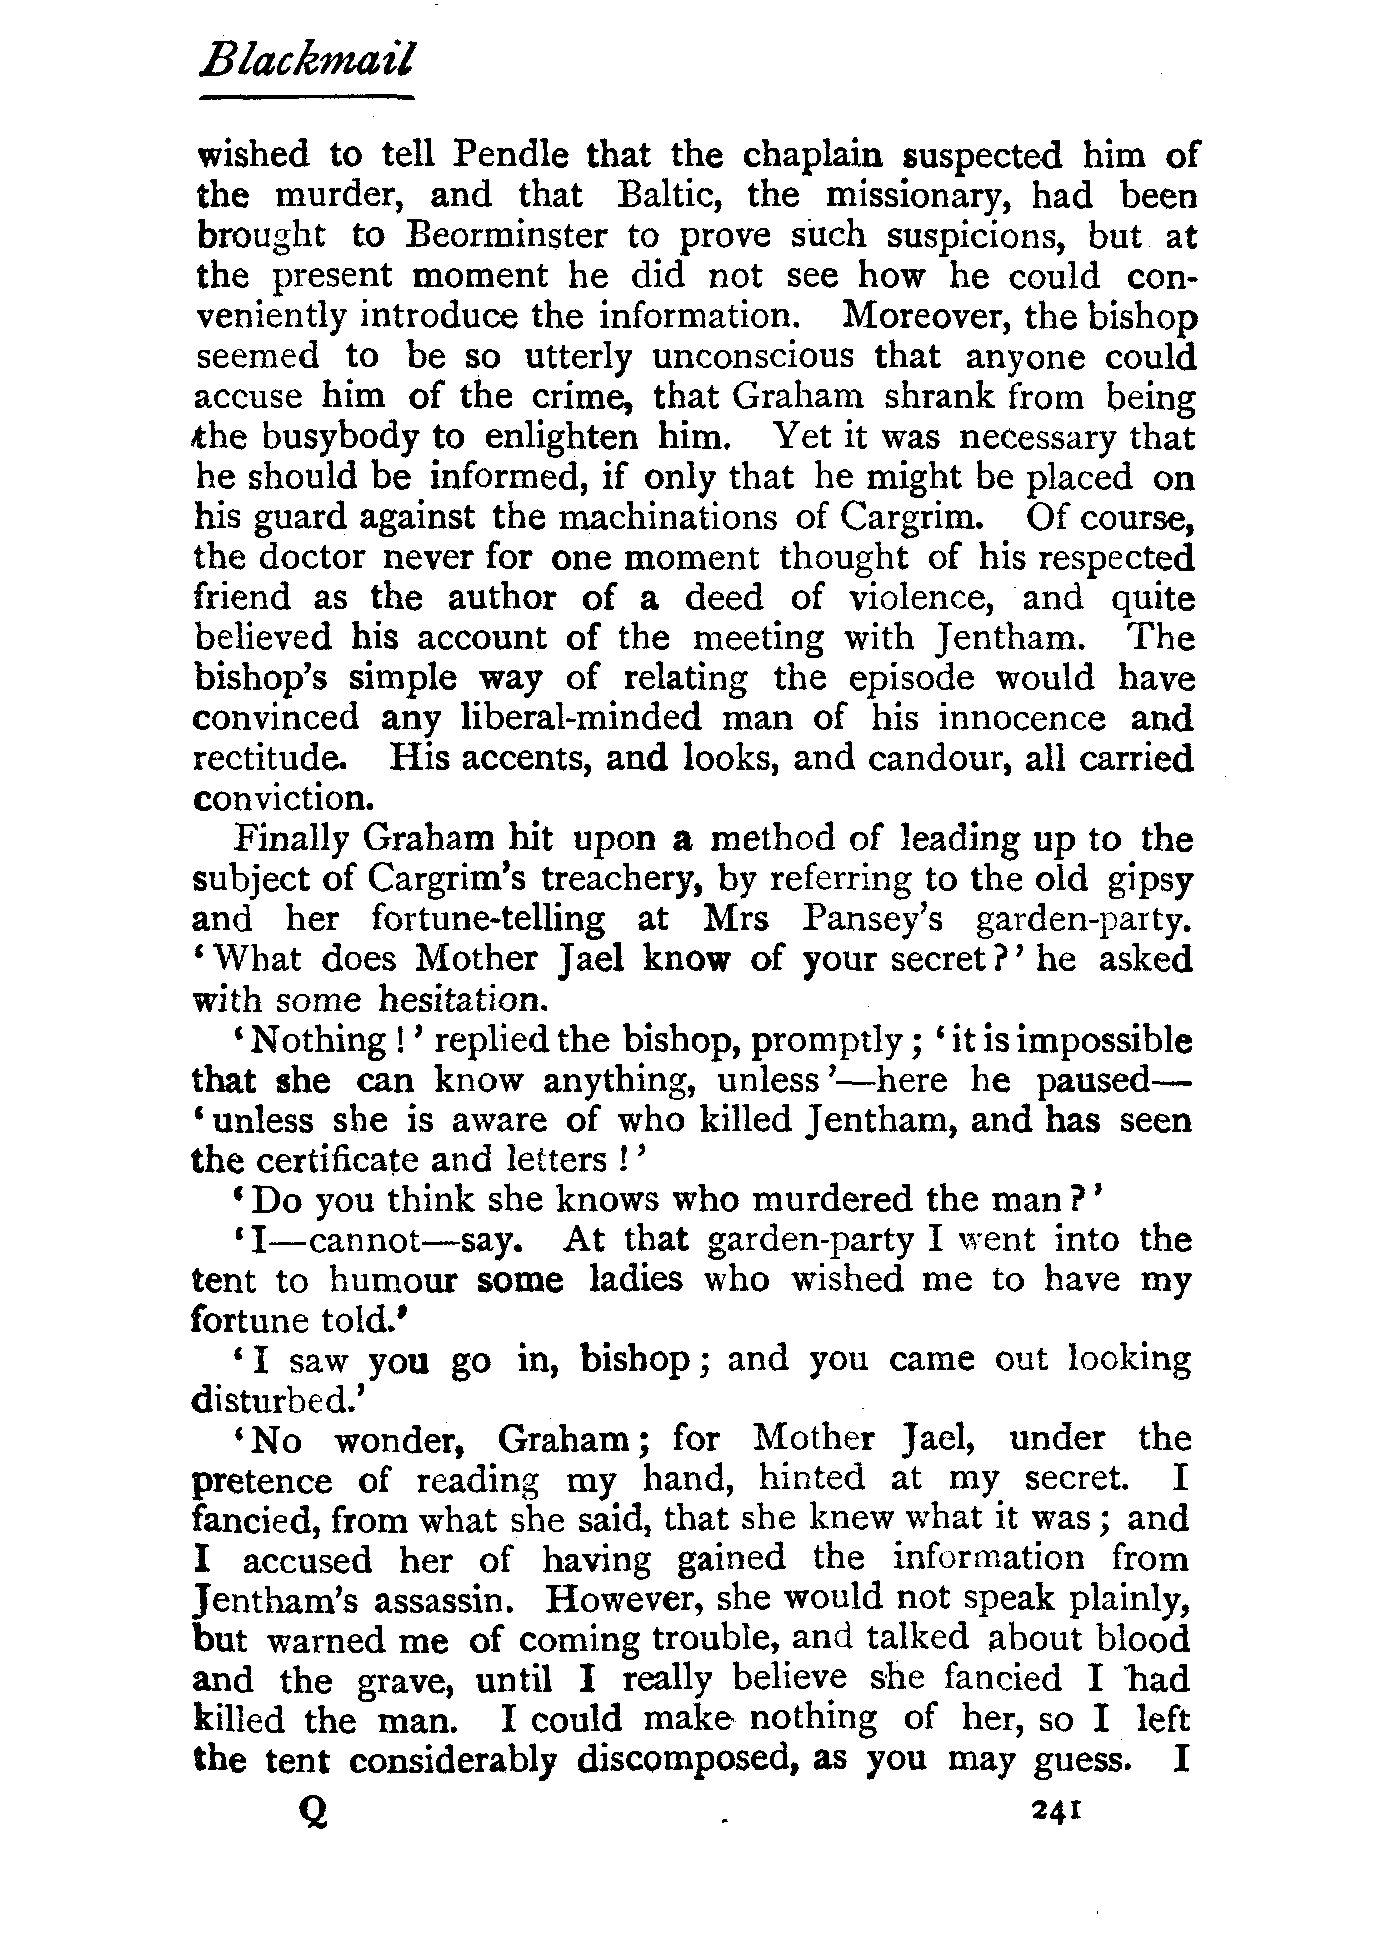 Blackmail
wished to tell Pendle that the chaplain suspected him of
the murder, and that Baltic, the missionary, had been
brought to Beorminster to prove such suspicions, but at
the present moment he did not see how he could con-
veniently introduce the information. Moreover, the bishop
seemed to be so utterly unconscious that anyone could
accuse him of the crime, that Graham shrank from being
the busybody to enlighten him. Yet it was necessary that
he should be informed, if only that he might be placed on
his guard against the machinations of Cargrim. Of course,
the doctor never for one moment thought of his respected
friend as the author of a deed of violence, and quite
believed his account of the meeting with Jentham. The
bishop's simple way of relating the episode would have
convinced any liberal-minded man of his innocence and
rectitude. His accents, and looks, and candour, all carried
conviction.
Finally Graham hit upon a method of leading up to the
subject of Cargrim's treachery, by referring to the old gipsy
and her fortune-telling at Mrs Pansey's garden-party.
‘What does Mother Jael know of your secret?’ he asked
with some hesitation.
‘Nothing!’ replied the bishop, promptly; ‘it is impossible
that she can know anything, unless’—here he paused—
‘unless she is aware of who killed Jentham, and has seen
the certificate and letters!’
‘Do you think she knows who murdered the man?’
‘I—cannot—say. At that garden-party I went into the
tent to humour some ladies who wished me to have my
fortune told.’
‘I saw you go in, bishop; and you came out looking
disturbed.’
‘No wonder, Graham; for Mother Jael, under the
pretence of reading my hand, hinted at my secret. I
fancied, from what she said, that she knew what it was; and
I accused her of having gained the information from
Jentham's assassin. However, she would not speak plainly,
but warned me of coming trouble, and talked about blood
and the grave, until I really believe she fancied I had
killed the man. I could make nothing of her, so I left
the tent considerably discomposed, as you may guess. I
Q 241